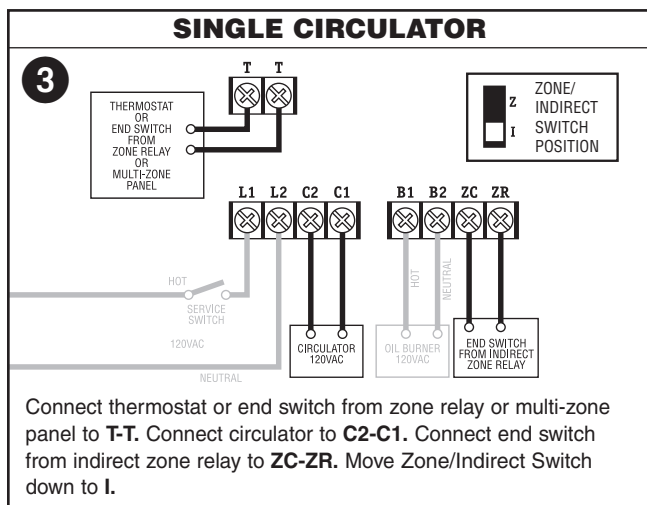 SINGLE CIRCULATOR
3
T T
THERMOSTAT
OR
END SWITCH
FROM
ZONE RELAY
OR
MULTI-ZONE
PANEL
Z
I
ZONE/
INDIRECT
SWITCH
POSITION
L1 L2 C2 C1
B1 B2 ZC ZR
HOT
SERVICE
SWITCH
120VAC
NEUTRAL
CIRCULATOR
120VAC
HOT
NEUTRAL
OIL BURNER
120VAC
END SWITCH
FROM INDIRECT
ZONE RELAY
Connect thermostat or end switch from zone relay or multi-zone
panel to T-T. Connect circulator to C2-C1. Connect end switch
from indirect zone relay to ZC-ZR. Move Zone/Indirect Switch
down to I.